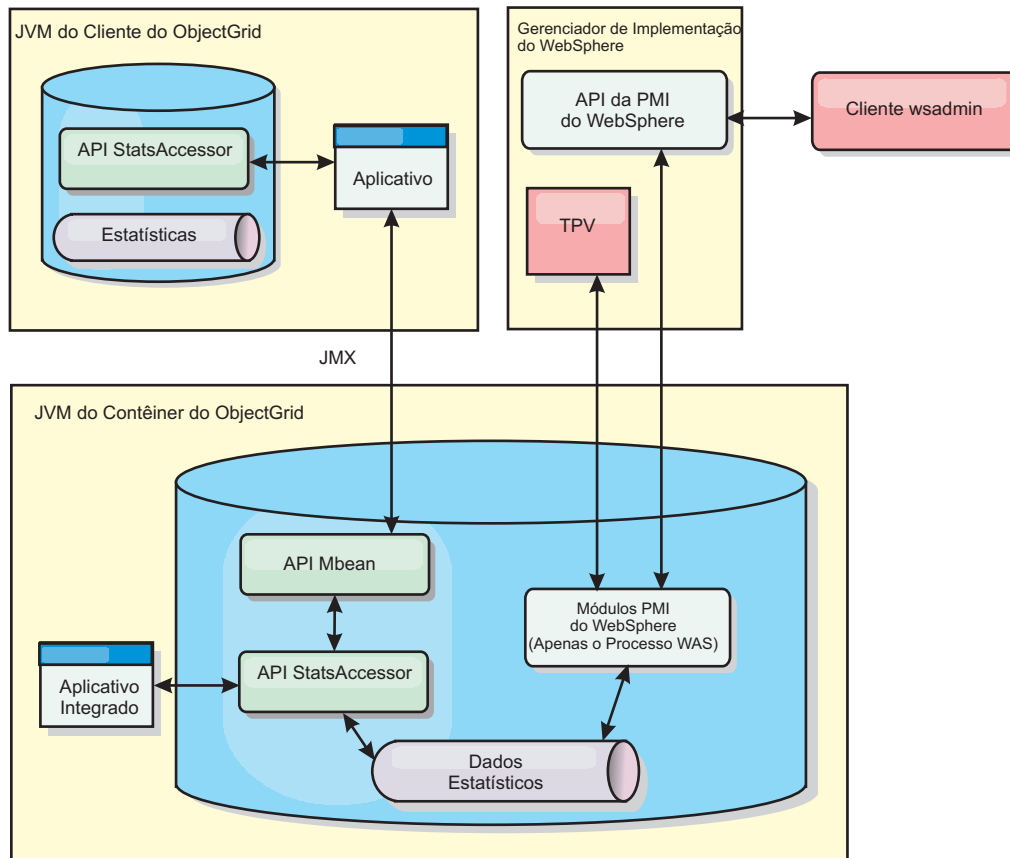 JVM do Cliente do ObjectGrid
API StatsAccessor
Estatísticas
Aplicativo
Gerenciador de Implementação
do WebSphere
API da PMI
do WebSphere
Cliente wsadmin
TPV
JMX
JVM do Contêiner do ObjectGrid
API Mbean
Módulos PMI
do WebSphere
(Apenas o Processo WAS)
API StatsAccessor
Aplicativo
Integrado
Dados
Estatísticos